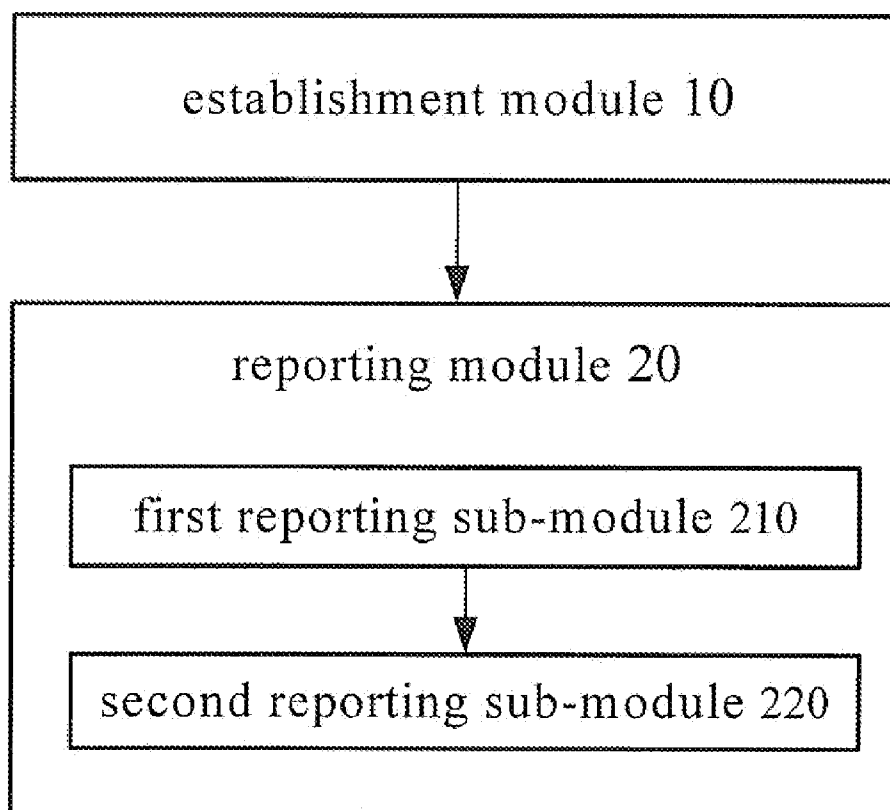 establishment module 10
reporting module 20
first reporting sub-module 210
second reporting sub-module 220